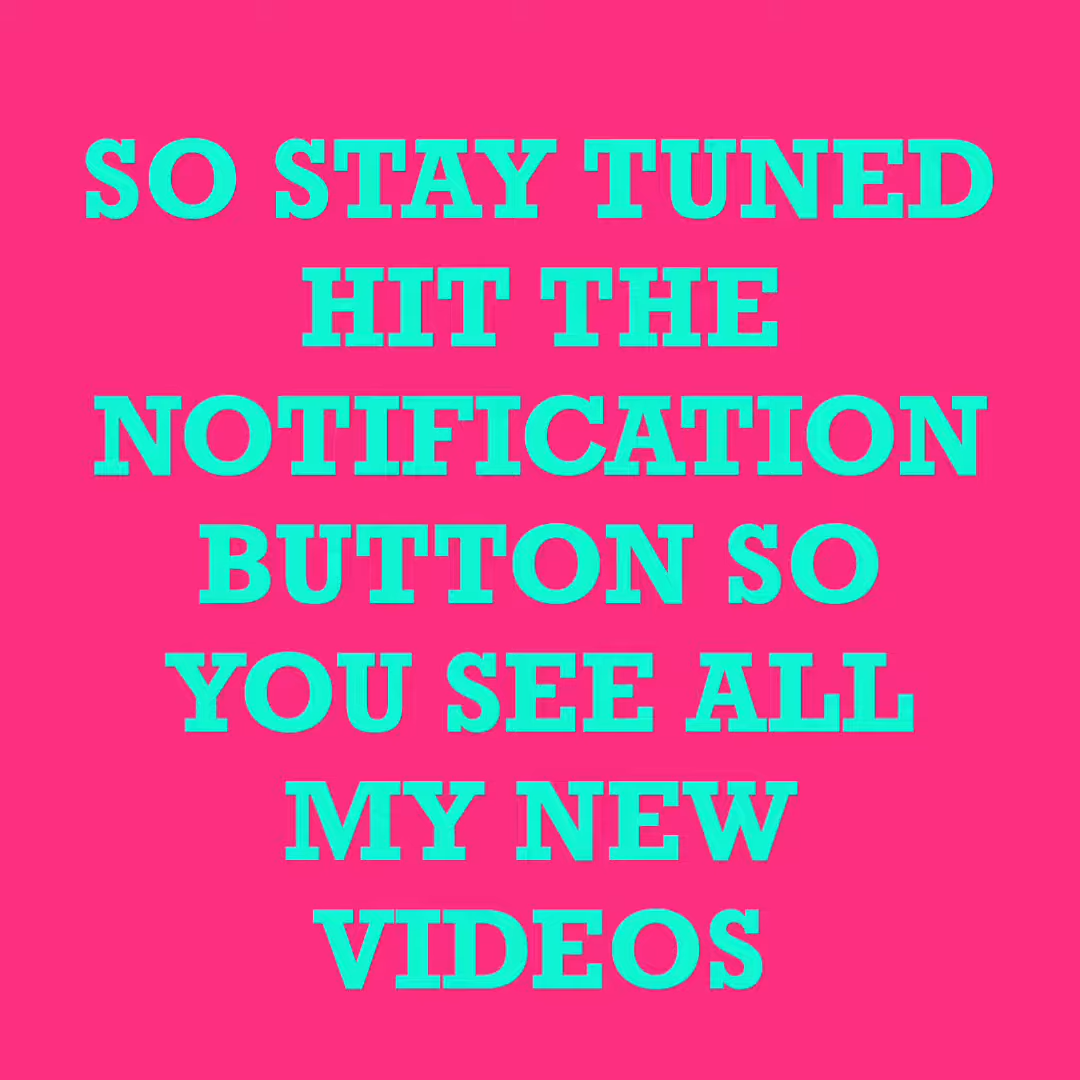 SO STAY TUNED
HIT THE
NOTIFICATION
BUTTON SO
YOU SEE ALL
MY NEW
VIDEOS